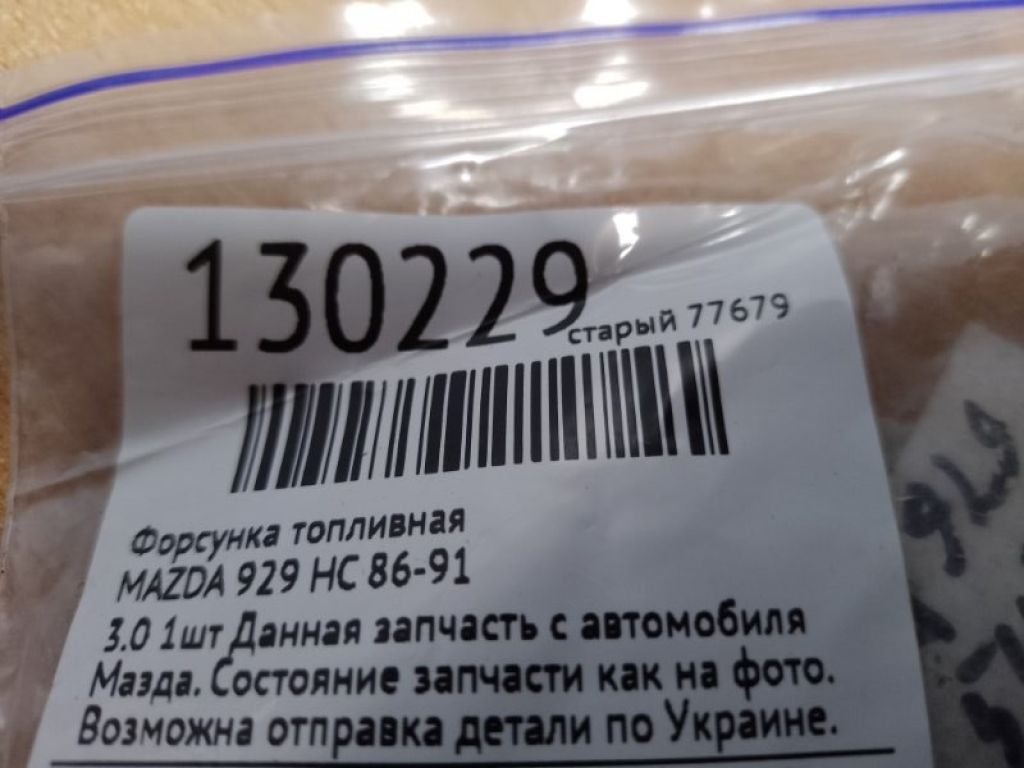 130229
старый 77679
Форсунка топливная
MAZDA 929 HC 86-91
3.0 1шт Данная запчасть с автомобиля
Мазда. Состояние запчасти как на фото.
Возможна отправка детали по Украине.
929